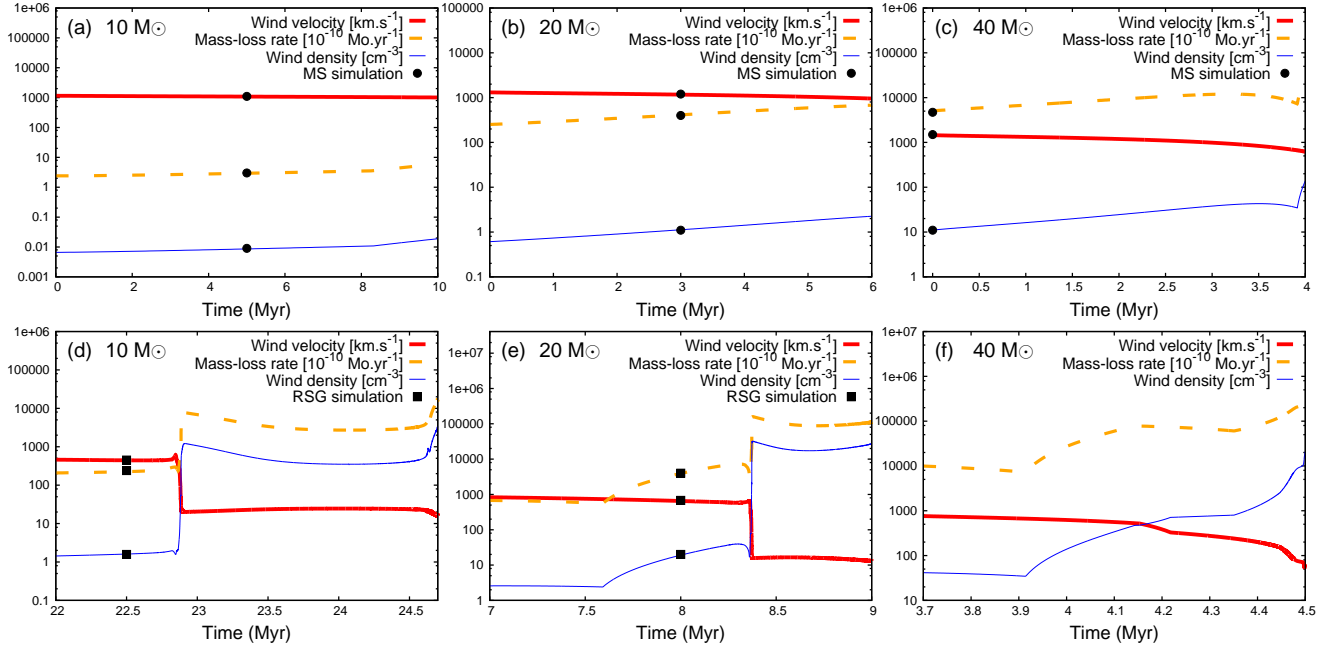 (a) 10 M☉
Wind velocity [km.s⁻¹]
Mass-loss rate [10⁻¹⁰ Mo.yr⁻¹]
Wind density [cm⁻³]
MS simulation
1e+06
100000
10000
1000
100
10
1
0.1
0.01
0.001
0 2 4 6 8 10
Time (Myr)
(b) 20 M☉
Wind velocity [km.s⁻¹]
Mass-loss rate [10⁻¹⁰ Mo.yr⁻¹]
Wind density [cm⁻³]
MS simulation
100000
10000
1000
100
10
1
0.1
0 1 2 3 4 5 6
Time (Myr)
(c) 40 M☉
Wind velocity [km.s⁻¹]
Mass-loss rate [10⁻¹⁰ Mo.yr⁻¹]
Wind density [cm⁻³]
MS simulation
1e+06
100000
10000
1000
100
10
1
0 0.5 1 1.5 2 2.5 3 3.5 4
Time (Myr)
(d) 10 M☉
Wind velocity [km.s⁻¹]
Mass-loss rate [10⁻¹⁰ Mo.yr⁻¹]
Wind density [cm⁻³]
RSG simulation
1e+06
100000
10000
1000
100
10
1
0.1
22 22.5 23 23.5 24 24.5
Time (Myr)
(e) 20 M☉
Wind velocity [km.s⁻¹]
Mass-loss rate [10⁻¹⁰ Mo.yr⁻¹]
Wind density [cm⁻³]
RSG simulation
1e+07
1e+06
100000
10000
1000
100
10
1
7 7.5 8 8.5 9
Time (Myr)
(f) 40 M☉
Wind velocity [km.s⁻¹]
Mass-loss rate [10⁻¹⁰ Mo.yr⁻¹]
Wind density [cm⁻³]
1e+07
1e+06
100000
10000
1000
100
10
3.7 3.8 3.9 4 4.1 4.2 4.3 4.4 4.5
Time (Myr)